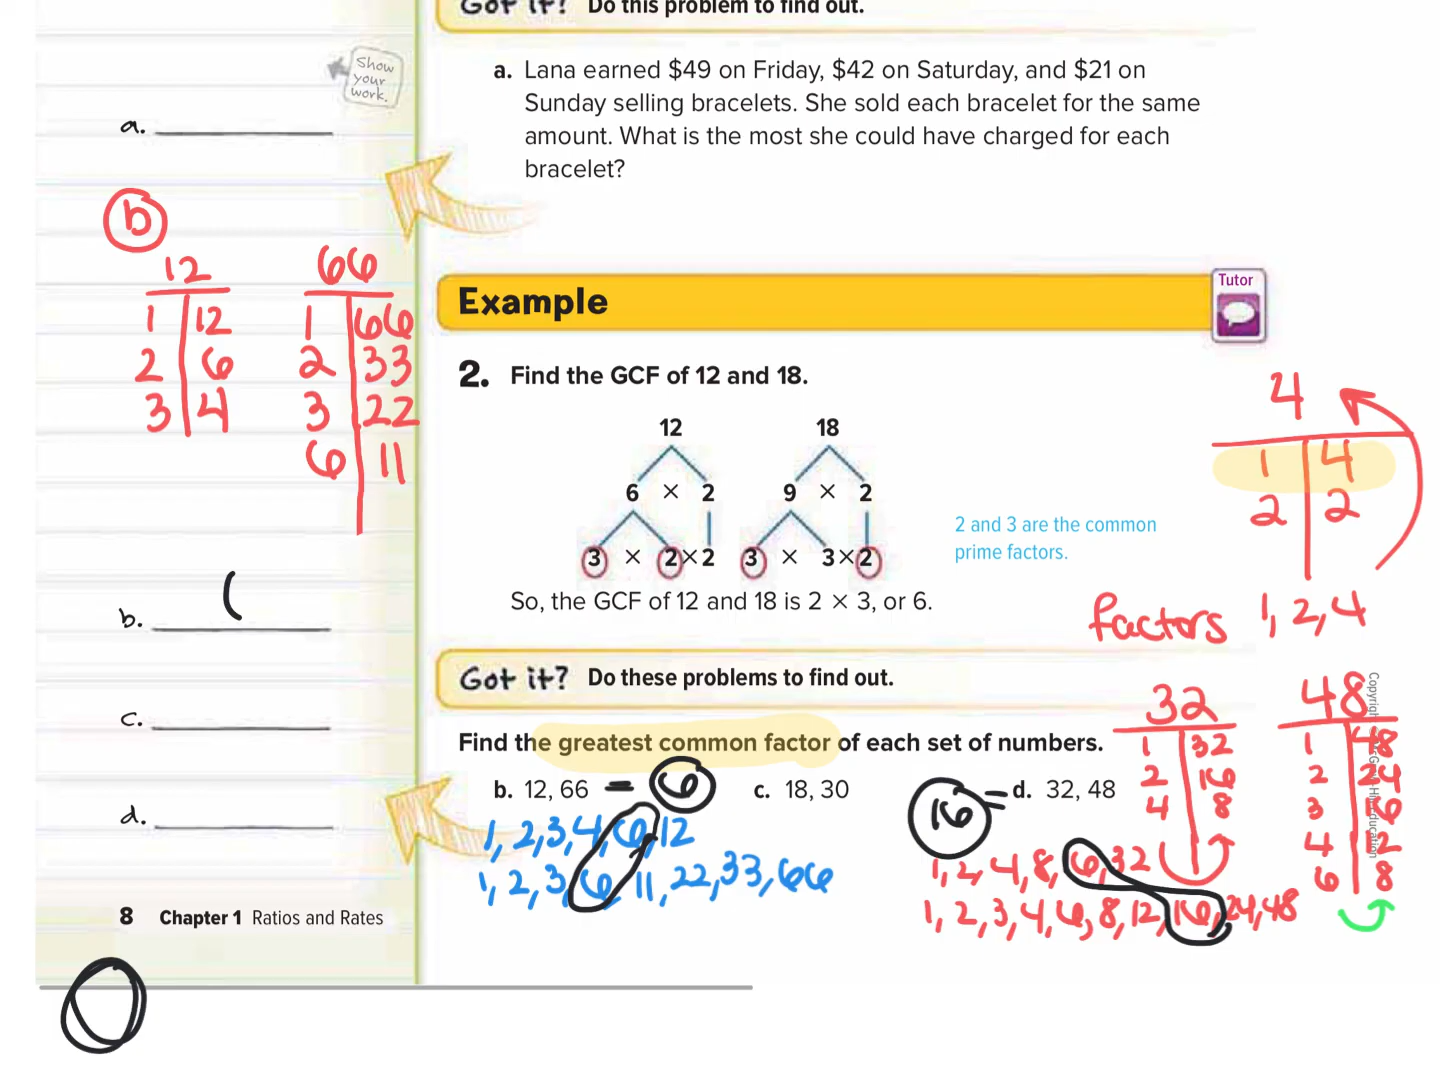 Got it? Do this problem to find out.
Show your work.
a. Lana earned $49 on Friday, $42 on Saturday, and $21 on
Sunday selling bracelets. She sold each bracelet for the same
amount. What is the most she could have charged for each
bracelet?
a.
b
12
1 12
2 6
3 4
66
1 66
2 33
3 22
6 11
Example
Tutor
2. Find the GCF of 12 and 18.
12
6 × 2
3 × 2 × 2
18
9 × 2
3 × 3 × 2
2 and 3 are the common
prime factors.
So, the GCF of 12 and 18 is 2 × 3, or 6.
4
1 4
2 2
factors 1, 2, 4
b. (
c.
d.
Got it? Do these problems to find out.
Find the greatest common factor of each set of numbers.
b. 12, 66 = 6
1, 2, 3, 4, 6, 12
1, 2, 3, 6, 11, 22, 33, 66
c. 18, 30
16 = d. 32, 48
32
1 32
2 16
4 8
48
1 48
2 24
3 16
4 12
6 8
1, 2, 4, 8, 16, 32
1, 2, 3, 4, 6, 8, 12, 16, 24, 48
8 Chapter 1 Ratios and Rates